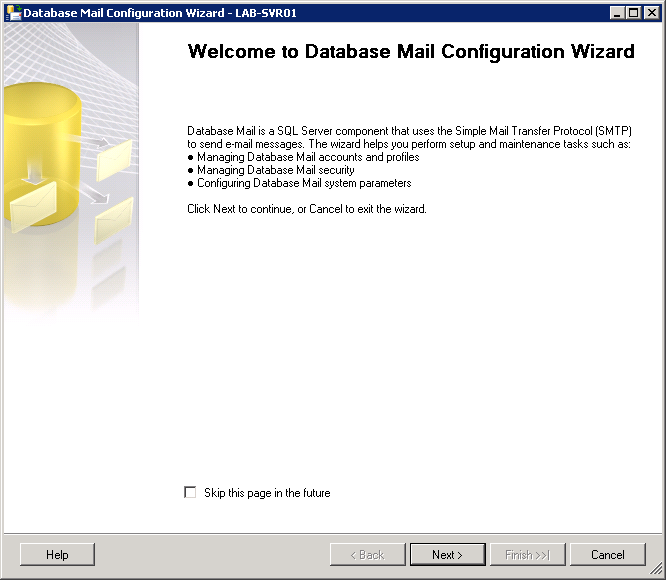 Database Mail Configuration Wizard - LAB-SVR01
Welcome to Database Mail Configuration Wizard
Database Mail is a SQL Server component that uses the Simple Mail Transfer Protocol (SMTP)
to send e-mail messages. The wizard helps you perform setup and maintenance tasks such as:
● Managing Database Mail accounts and profiles
● Managing Database Mail security
● Configuring Database Mail system parameters
Click Next to continue, or Cancel to exit the wizard.
Skip this page in the future
Help
< Back
Next >
Finish >>|
Cancel